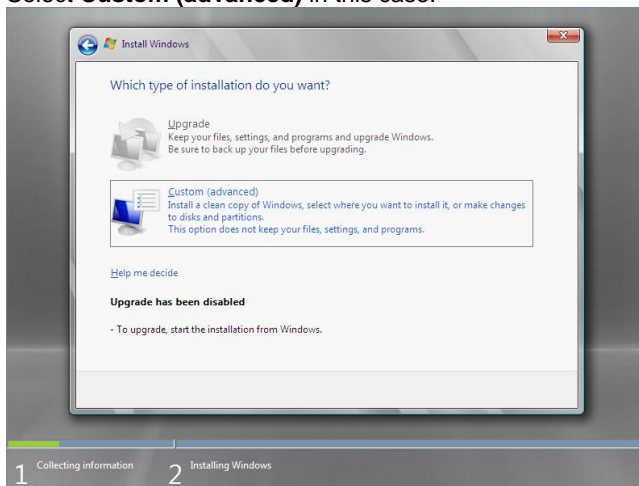 Select Custom (advanced) in this case.
Install Windows
Which type of installation do you want?
Upgrade
Keep your files, settings, and programs and upgrade Windows.
Be sure to back up your files before upgrading.
Custom (advanced)
Install a clean copy of Windows, select where you want to install it, or make changes
to disks and partitions.
This option does not keep your files, settings, and programs.
Help me decide
Upgrade has been disabled
- To upgrade, start the installation from Windows.
1 Collecting information 2 Installing Windows